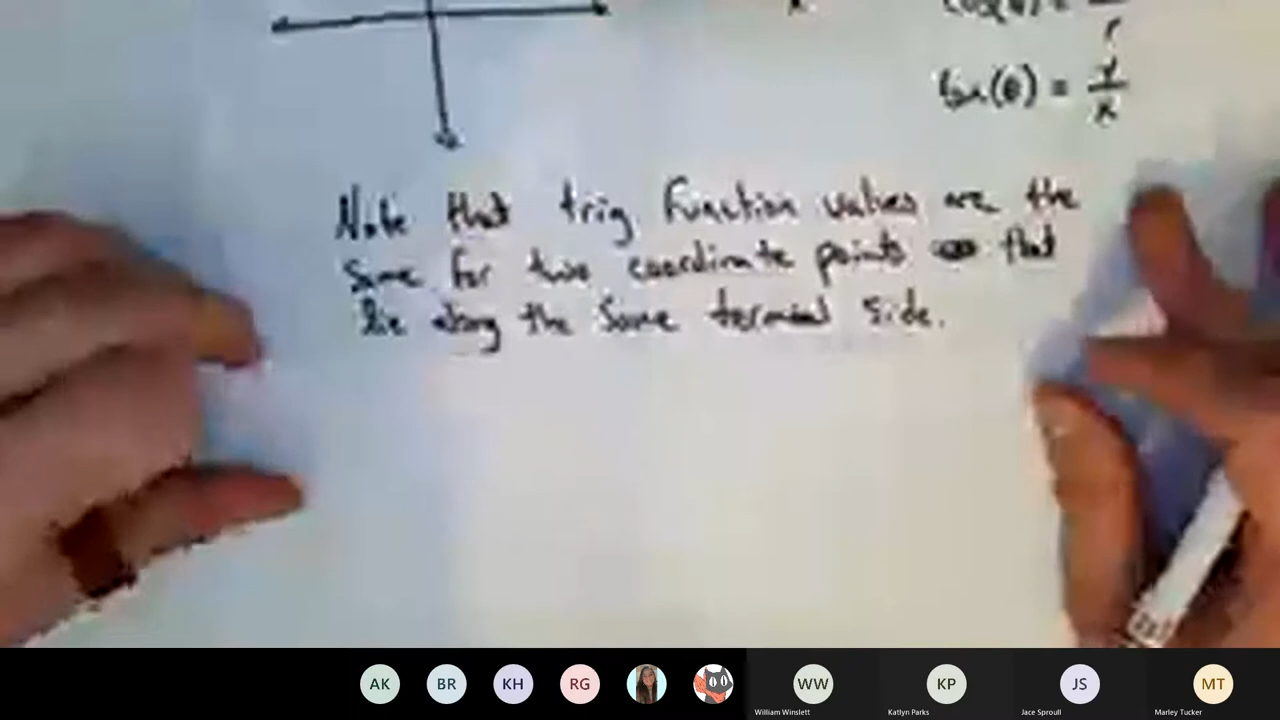 cos(θ) =
r
x
tan(θ) = y/x
Note that trig function values are the
same for two coordinate points that
lie along the same terminal side.
AK BR KH RG WW KP JS MT
William Winslett Katlyn Parks Jace Sproull Marley Tucker